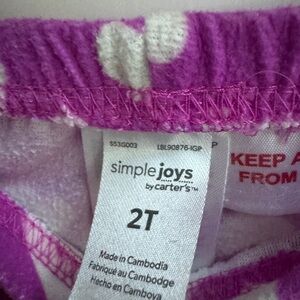 553G003 LBL90876-IGP P
simple joys
by carter's™
2T
KEEP A
FROM
Made in Cambodia
Fabriqué au Cambodge
Hecho en Camboya